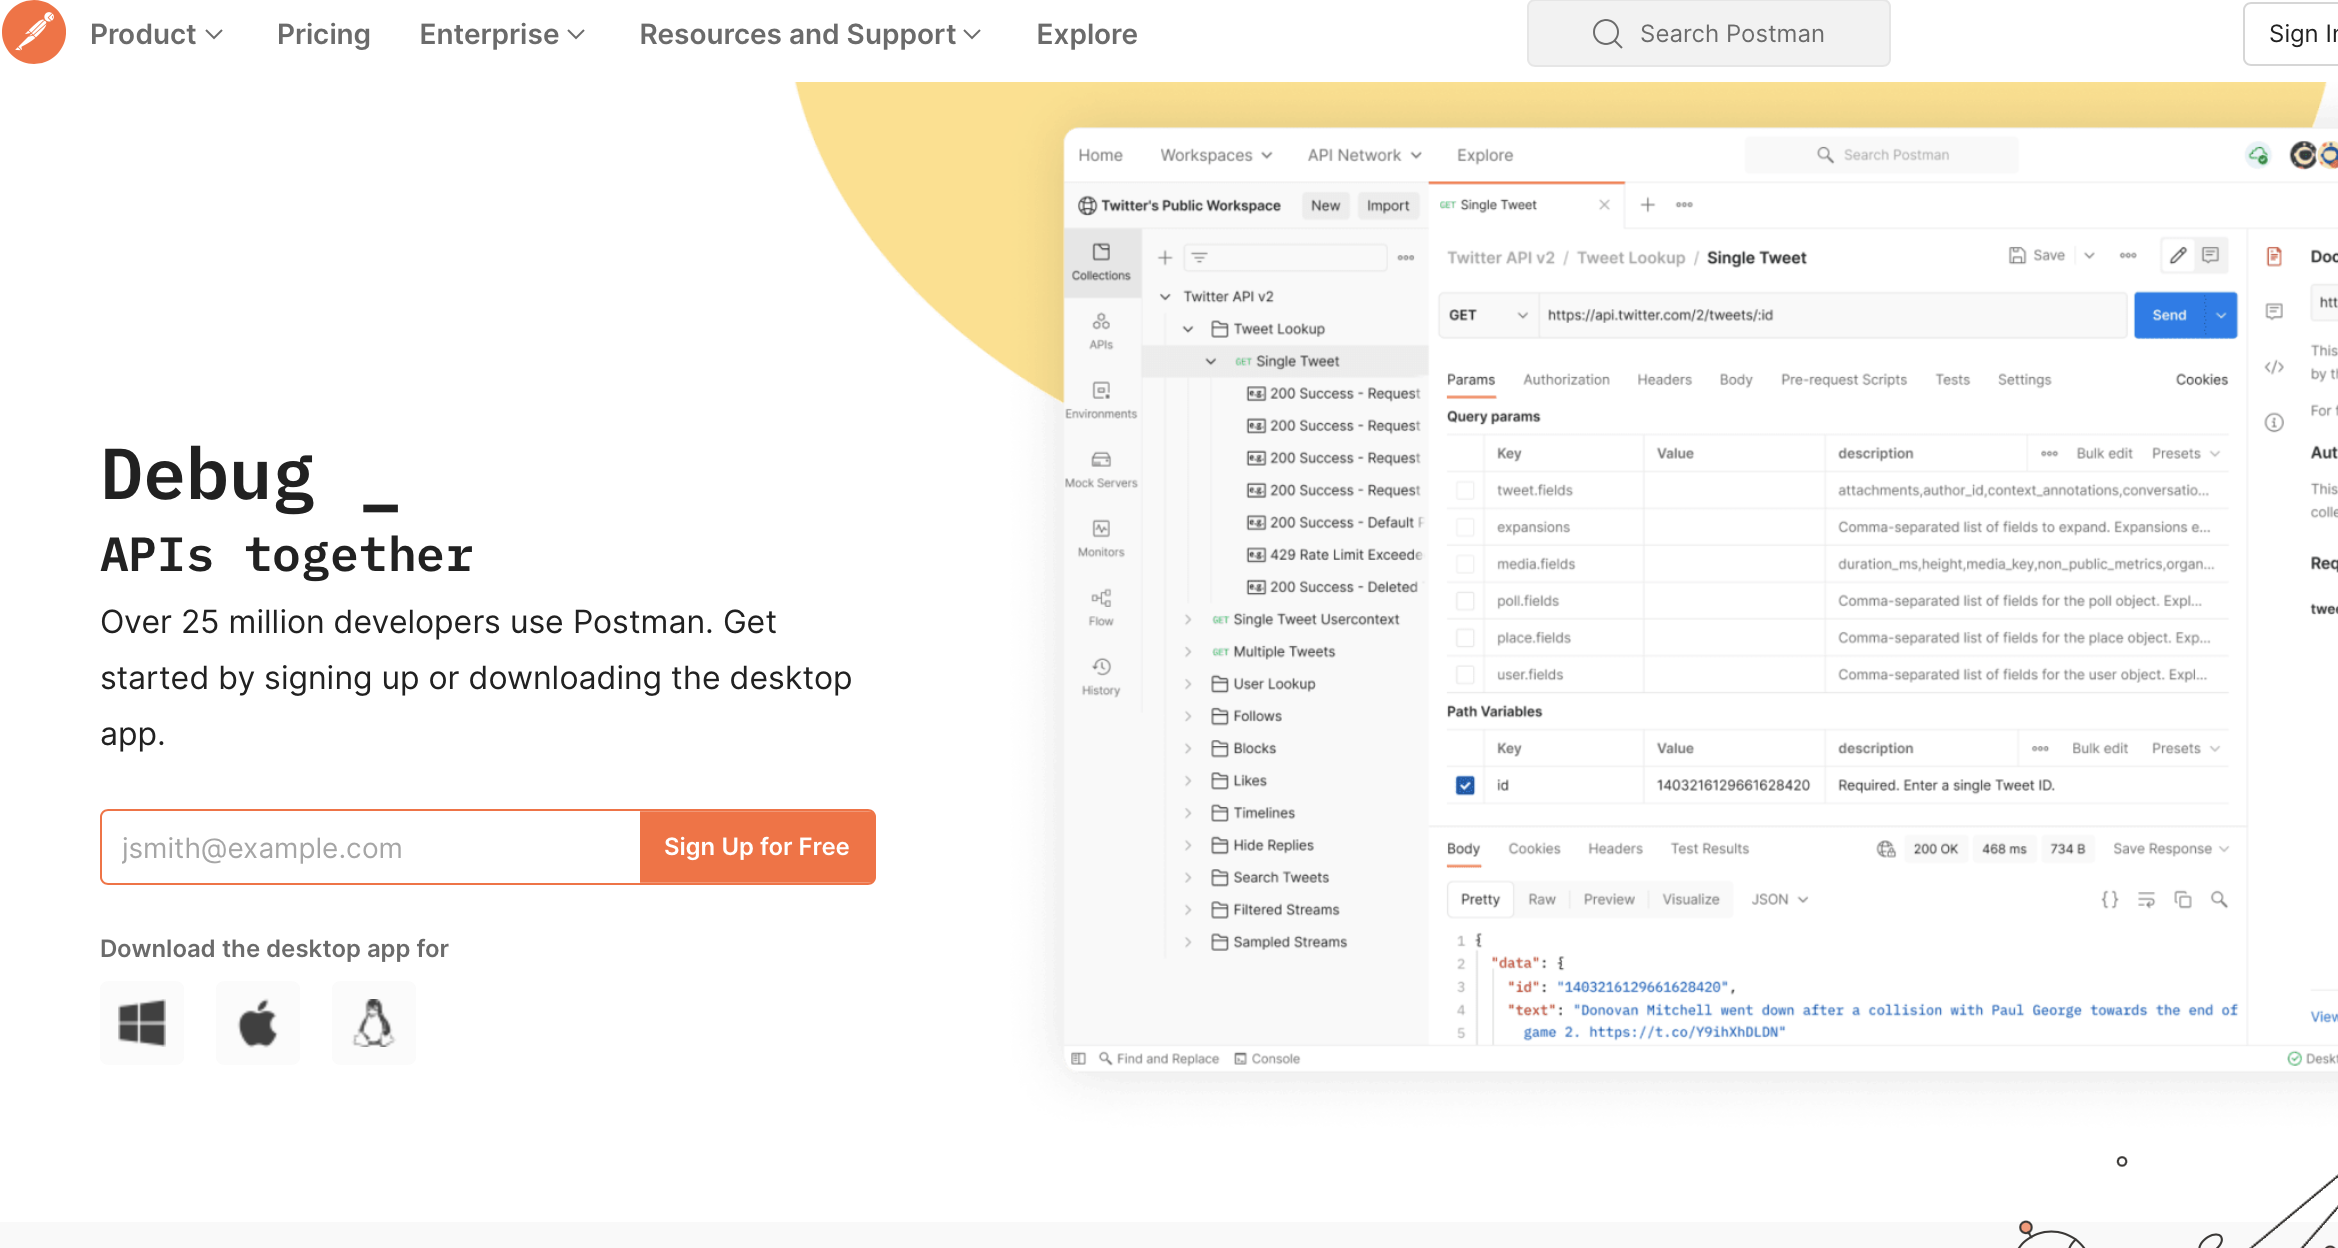 Product Pricing Enterprise Resources and Support Explore Search Postman Sign In
Debug _
APIs together
Over 25 million developers use Postman. Get
started by signing up or downloading the desktop
app.
jsmith@example.com Sign Up for Free
Download the desktop app for
Home Workspaces API Network Explore Search Postman
Twitter's Public Workspace New Import
Collections
APIs
Environments
Mock Servers
Monitors
Flow
History
Twitter API v2
Tweet Lookup
GET Single Tweet
e.g. 200 Success - Request
e.g. 200 Success - Request
e.g. 200 Success - Request
e.g. 200 Success - Request
e.g. 200 Success - Default
e.g. 429 Rate Limit Exceede
e.g. 200 Success - Deleted
GET Single Tweet Usercontext
GET Multiple Tweets
User Lookup
Follows
Blocks
Likes
Timelines
Hide Replies
Search Tweets
Filtered Streams
Sampled Streams
GET Single Tweet
Twitter API v2 / Tweet Lookup / Single Tweet Save
GET https://api.twitter.com/2/tweets/:id Send
Params Authorization Headers Body Pre-request Scripts Tests Settings Cookies
Query params
Key Value description Bulk edit Presets
tweet.fields attachments,author_id,context_annotations,conversatio...
expansions Comma-separated list of fields to expand. Expansions e...
media.fields duration_ms,height,media_key,non_public_metrics,organ...
poll.fields Comma-separated list of fields for the poll object. Expl...
place.fields Comma-separated list of fields for the place object. Exp...
user.fields Comma-separated list of fields for the user object. Expl...
Path Variables
Key Value description Bulk edit Presets
id 1403216129661628420 Required. Enter a single Tweet ID.
Body Cookies Headers Test Results 200 OK 468 ms 734 B Save Response
Pretty Raw Preview Visualize JSON
1 {
2 "data": {
3 "id": "1403216129661628420",
4 "text": "Donovan Mitchell went down after a collision with Paul George towards the end of
5 game 2. https://t.co/Y9ihXhDLDN"
Doc
htt
This
by th
For f
Aut
This
colle
Req
twee
View
Find and Replace Console Deskt